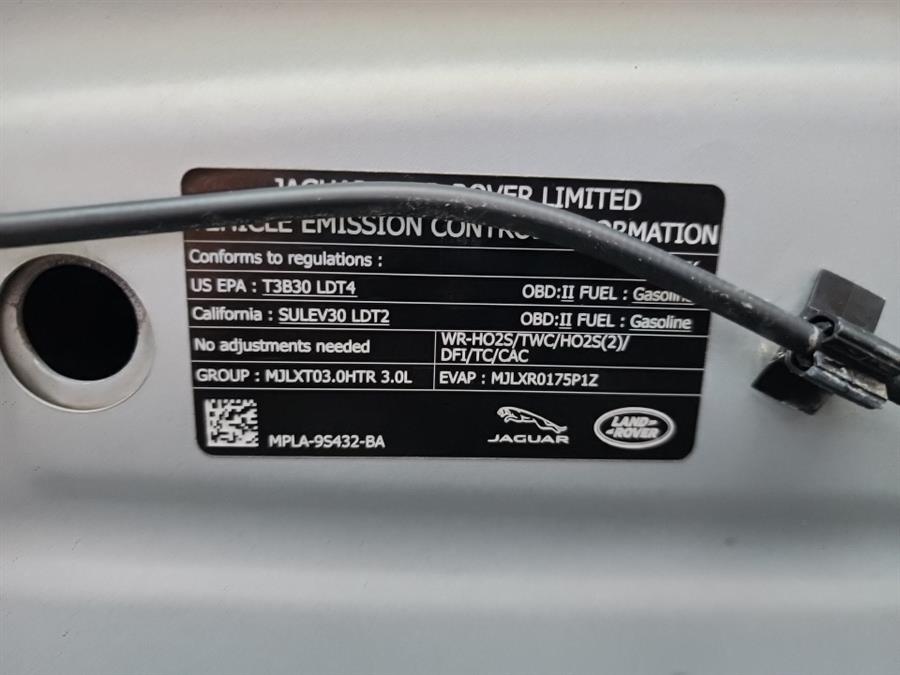 LIMITED
EMISSION
Conforms to regulations :
US EPA : T3B30 LDT4 OBD:II FUEL : Gasoline
California : SULEV30 LDT2 OBD:II FUEL : Gasoline
No adjustments needed WR-HO2S/TWC/HO2S(2)/
DFI/TC/CAC
GROUP : MJLXT03.0HTR 3.0L EVAP : MJLXR0175P1Z
MPLA-9S432-BA JAGUAR LAND
ROVER